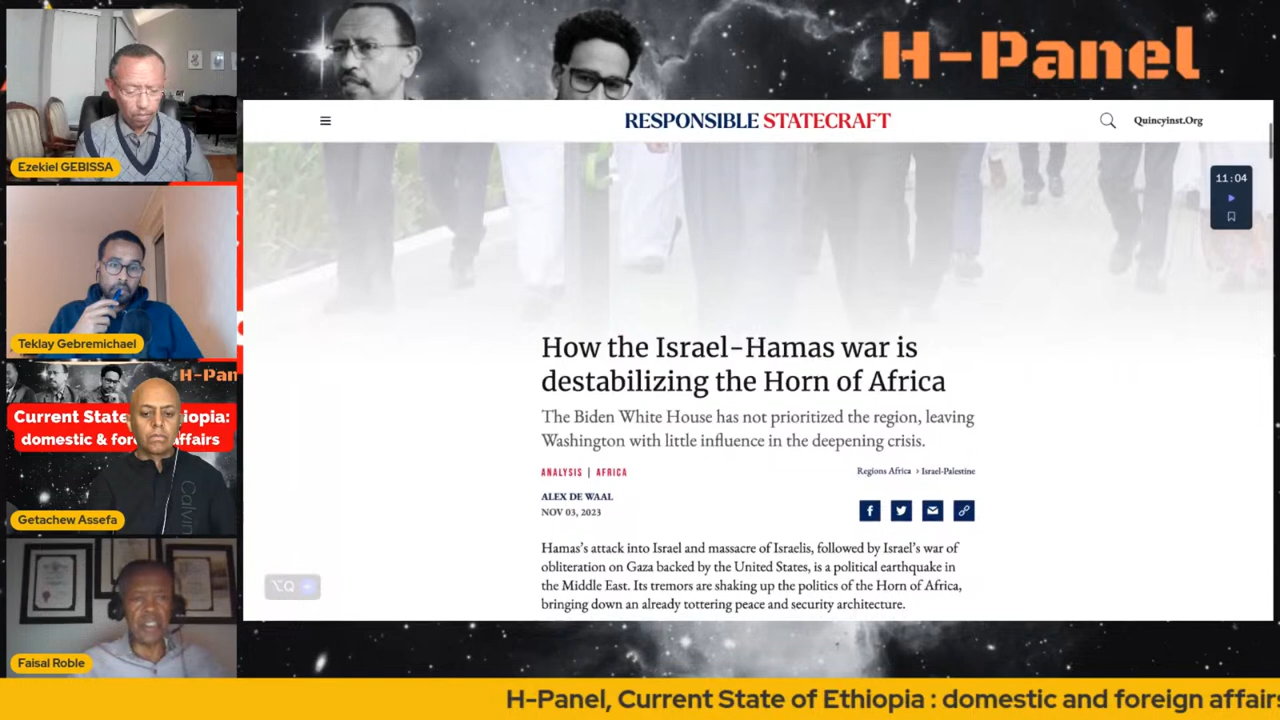 H-Panel
Ezekiel GEBISSA
Teklay Gebremichael
H-Pan
Current State iopia:
domestic & for affairs
Calvin
Getachew Assefa
Faisal Roble
RESPONSIBLE STATECRAFT
Quincyinst.Org
11:04
How the Israel-Hamas war is
destabilizing the Horn of Africa
The Biden White House has not prioritized the region, leaving
Washington with little influence in the deepening crisis.
ANALYSIS | AFRICA
Regions Africa > Israel-Palestine
ALEX DE WAAL
NOV 03, 2023
Hamas's attack into Israel and massacre of Israelis, followed by Israel's war of
obliteration on Gaza backed by the United States, is a political earthquake in
the Middle East. Its tremors are shaking up the politics of the Horn of Africa,
bringing down an already tottering peace and security architecture.
⌥Q
H-Panel, Current State of Ethiopia : domestic and foreign affairs